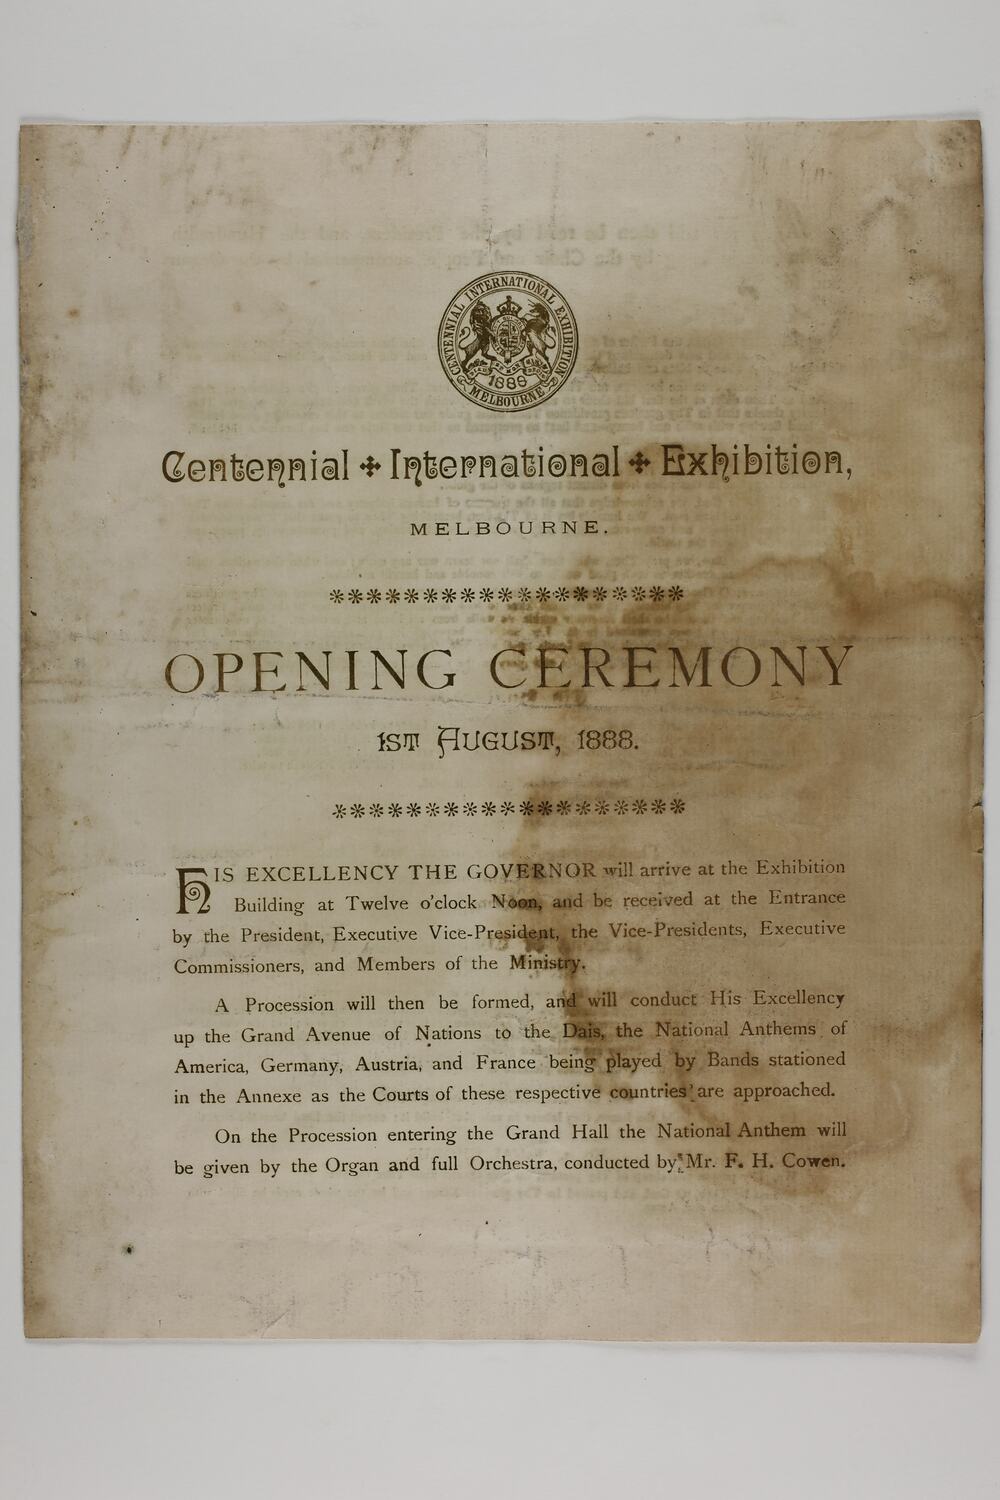 CENTENNIAL INTERNATIONAL EXHIBITION
1888
MELBOURNE
Centennial International Exhibition,
MELBOURNE.
OPENING CEREMONY
1ST AUGUST, 1888.
HIS EXCELLENCY THE GOVERNOR will arrive at the Exhibition
Building at Twelve o'clock Noon, and be received at the Entrance
by the President, Executive Vice-President, the Vice-Presidents, Executive
Commissioners, and Members of the Ministry.
A Procession will then be formed, and will conduct His Excellency
up the Grand Avenue of Nations to the Dais, the National Anthems of
America, Germany, Austria, and France being played by Bands stationed
in the Annexe as the Courts of these respective countries are approached.
On the Procession entering the Grand Hall the National Anthem will
be given by the Organ and full Orchestra, conducted by Mr. F. H. Cowen.